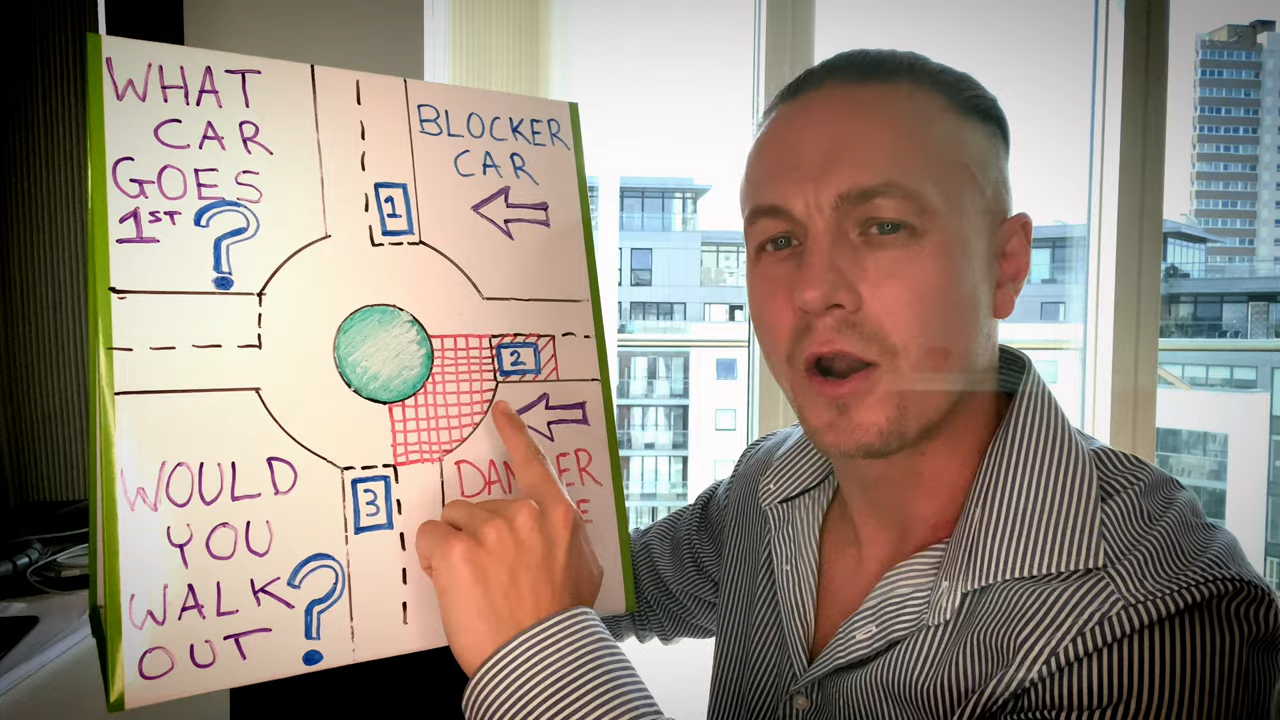 WHAT
CAR
GOES
1ST ?
BLOCKER
CAR
1
2
3
WOULD
YOU
WALK
OUT ?